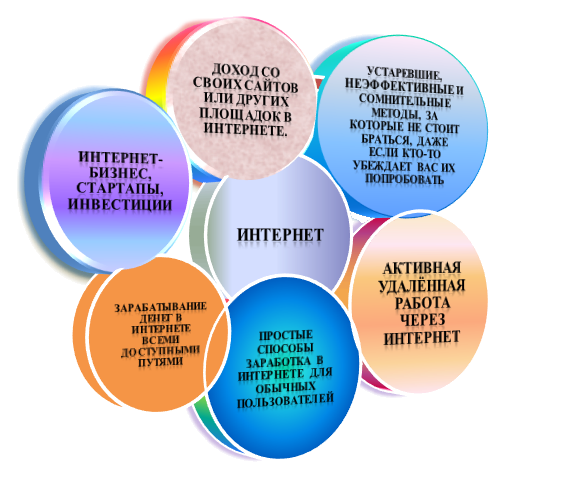 ДОХОД СО
СВОИХ САЙТОВ
ИЛИ ДРУГИХ
ПЛОЩАДОК В
ИНТЕРНЕТЕ.
УСТАРЕВШИЕ,
НЕЭФФЕКТИВНЫЕ И
СОМНИТЕЛЬНЫЕ
МЕТОДЫ, ЗА
КОТОРЫЕ НЕ СТОИТ
БРАТЬСЯ, ДАЖЕ
ЕСЛИ КТО-ТО
УБЕЖДАЕТ ВАС ИХ
ПОПРОБОВАТЬ
ИНТЕРНЕТ-
БИЗНЕС,
СТАРТАПЫ,
ИНВЕСТИЦИИ
ИНТЕРНЕТ
АКТИВНАЯ
УДАЛЁННАЯ
РАБОТА
ЧЕРЕЗ
ИНТЕРНЕТ
ЗАРАБАТЫВАНИЕ
ДЕНЕГ В
ИНТЕРНЕТЕ
ВСЕМИ
ДОСТУПНЫМИ
ПУТЯМИ
ПРОСТЫЕ
СПОСОБЫ
ЗАРАБОТКА В
ИНТЕРНЕТЕ ДЛЯ
ОБЫЧНЫХ
ПОЛЬЗОВАТЕЛЕЙ